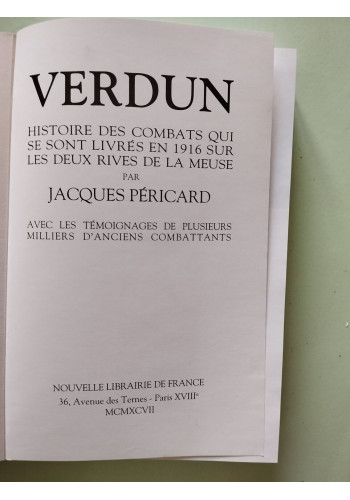 VERDUN
HISTOIRE DES COMBATS QUI
SE SONT LIVRÉS EN 1916 SUR
LES DEUX RIVES DE LA MEUSE
PAR
JACQUES PÉRICARD
AVEC LES TÉMOIGNAGES DE PLUSIEURS
MILLIERS D'ANCIENS COMBATTANTS
NOUVELLE LIBRAIRIE DE FRANCE
36, Avenue des Ternes - Paris XVIIIe
MCMXCVII